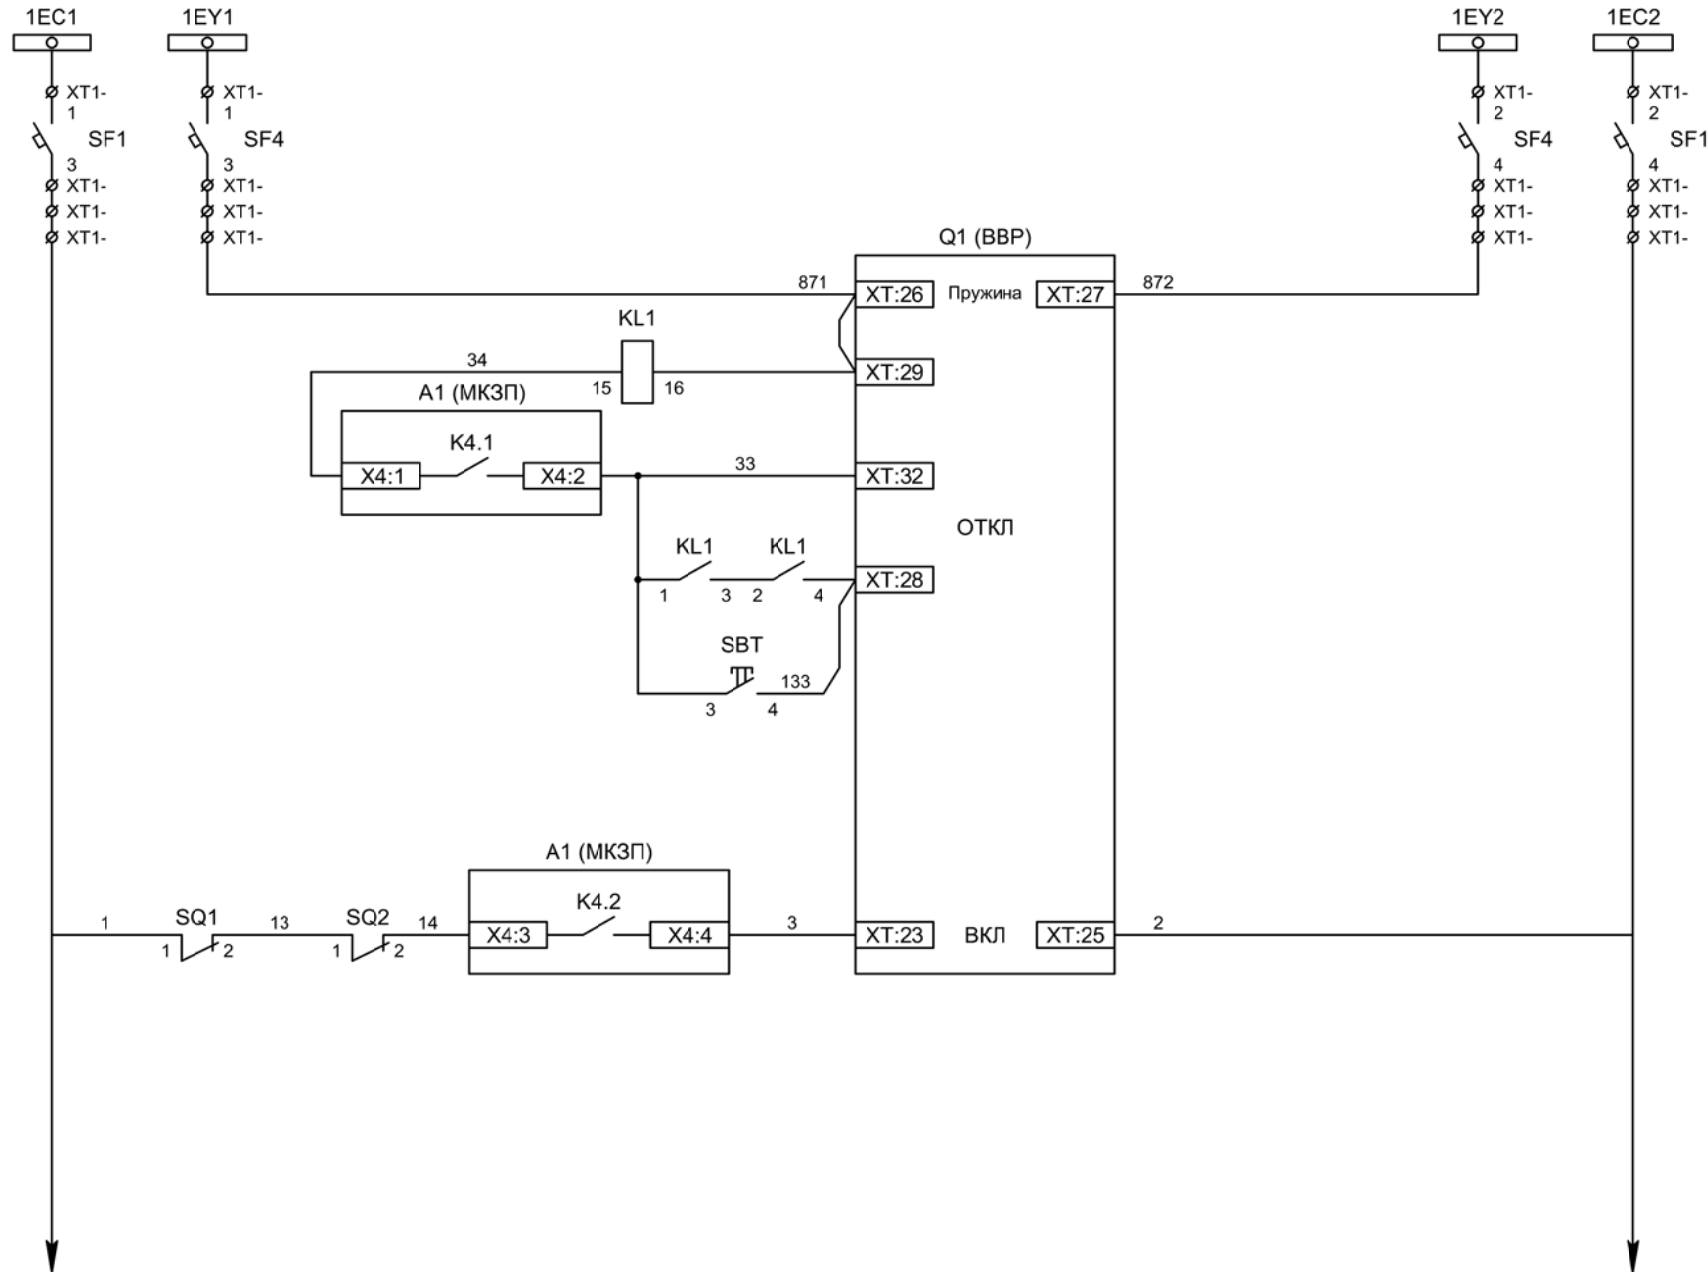 1EC1 1EY1 1EY2 1EC2
XT1- XT1- XT1- XT1-
1 1 2 2
SF1 SF4 SF4 SF1
3 3 4 4
XT1- XT1- XT1- XT1-
XT1- XT1- XT1- XT1-
XT1- XT1- Q1 (ВВР) XT1- XT1-
871 872
XT:26 Пружина XT:27
KL1
34
15 16 XT:29
A1 (МКЗП)
K4.1
33
X4:1 X4:2 XT:32
ОТКЛ
KL1 KL1
XT:28
1 3 2 4
SBT
133
3 4
A1 (МКЗП)
K4.2
1 SQ1 13 SQ2 14 3 2
X4:3 X4:4 XT:23 ВКЛ XT:25
1 2 1 2